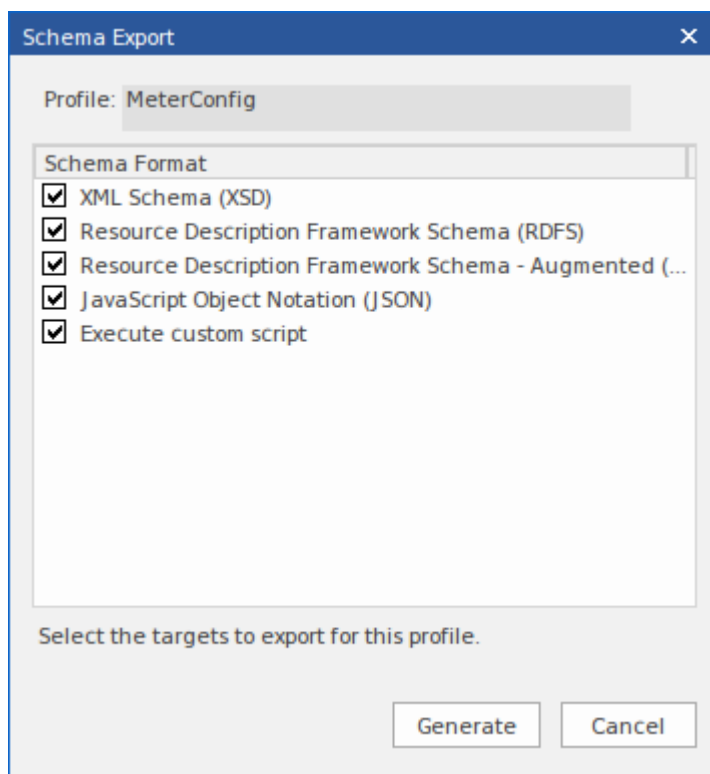 Schema Export
Profile: MeterConfig
Schema Format
XML Schema (XSD)
Resource Description Framework Schema (RDFS)
Resource Description Framework Schema - Augmented (...
JavaScript Object Notation (JSON)
Execute custom script
Select the targets to export for this profile.
Generate Cancel